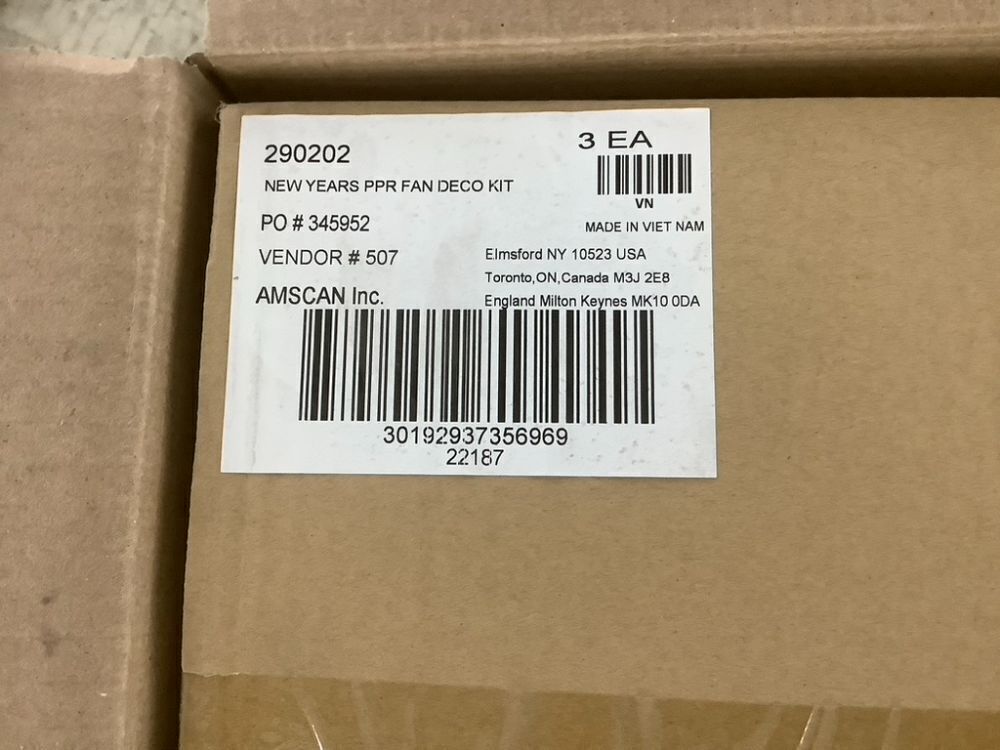 290202
3 EA
NEW YEARS PPR FAN DECO KIT
VN
PO # 345952
MADE IN VIET NAM
VENDOR # 507
Elmsford NY 10523 USA
Toronto,ON,Canada M3J 2E8
AMSCAN Inc.
England Milton Keynes MK10 0DA
30192937356969
22187